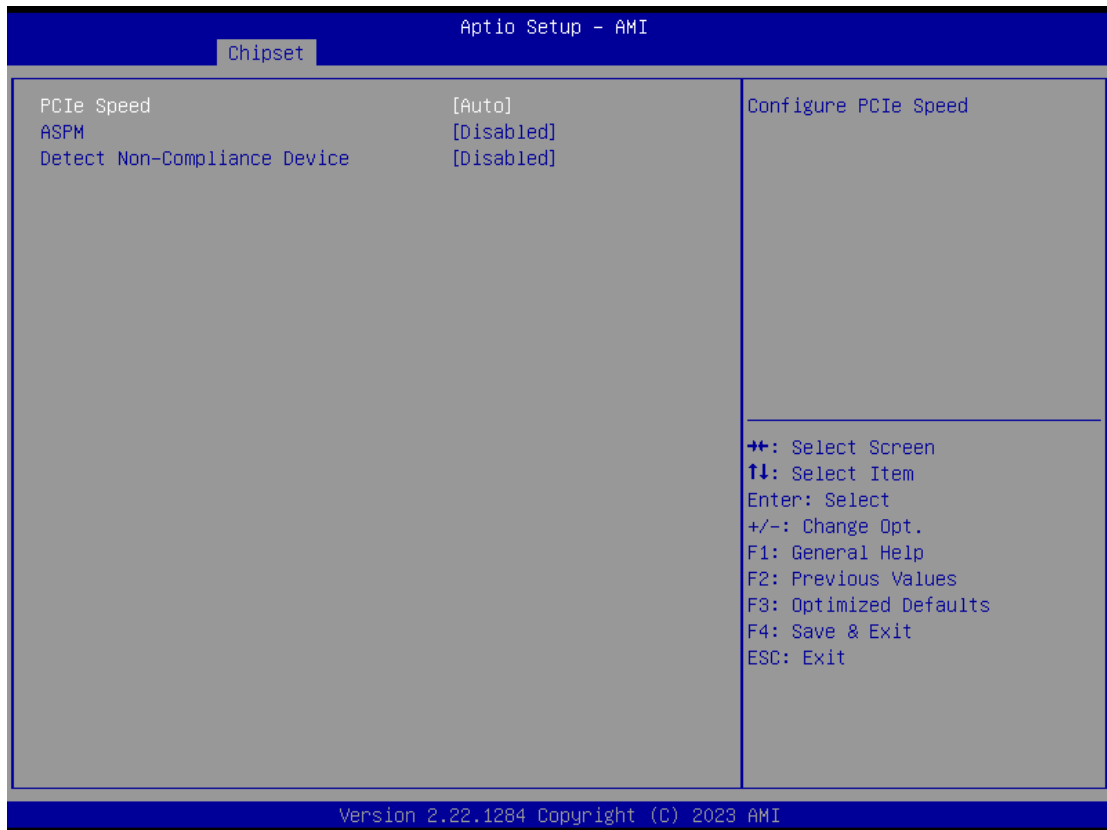 Aptio Setup – AMI
Chipset
PCIe Speed [Auto]
ASPM [Disabled]
Detect Non-Compliance Device [Disabled]
Configure PCIe Speed
→←: Select Screen
↑↓: Select Item
Enter: Select
+/-: Change Opt.
F1: General Help
F2: Previous Values
F3: Optimized Defaults
F4: Save & Exit
ESC: Exit
Version 2.22.1284 Copyright (C) 2023 AMI